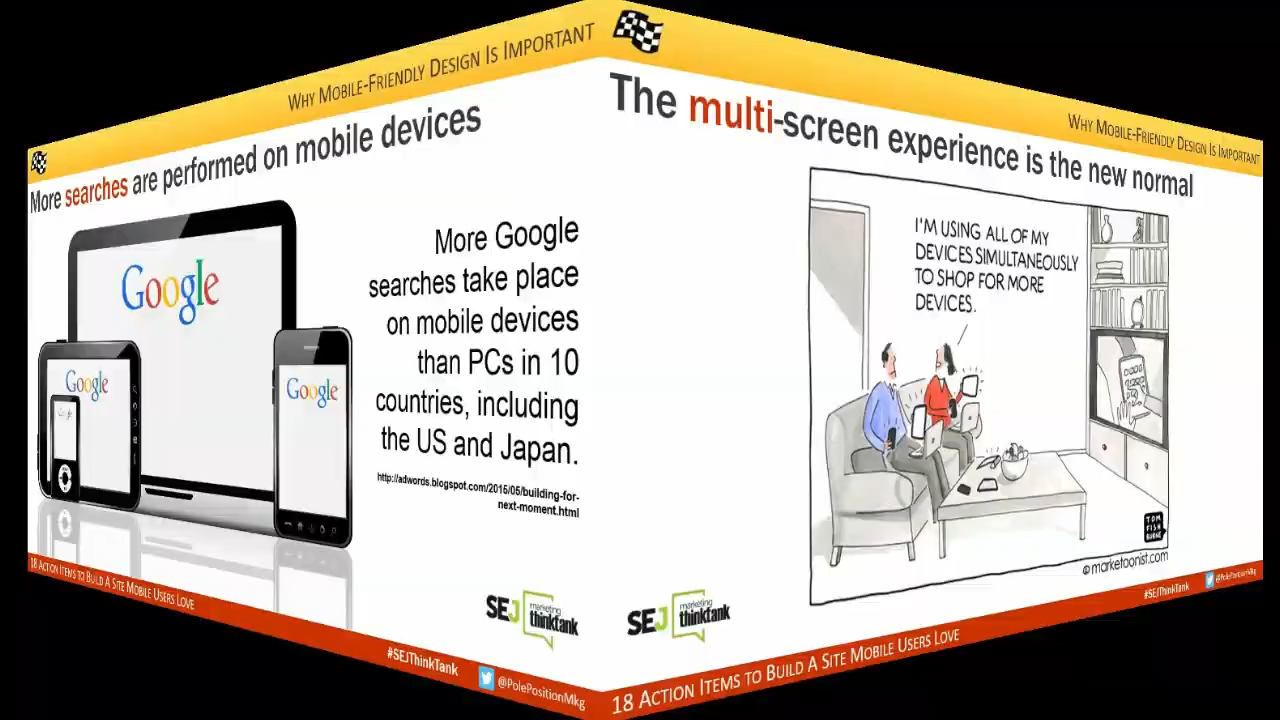 WHY MOBILE-FRIENDLY DESIGN IS IMPORTANT
More searches are performed on mobile devices
Google
Google
Google
Google
More Google
searches take place
on mobile devices
than PCs in 10
countries, including
the US and Japan.
http://adwords.blogspot.com/2015/05/building-for-
next-moment.html
18 ACTION ITEMS TO BUILD A SITE MOBILE USERS LOVE
SEJ marketing
thinktank
#SEJThinkTank
@PolePositionMkg
WHY MOBILE-FRIENDLY DESIGN IS IMPORTANT
The multi-screen experience is the new normal
I'M USING ALL OF MY
DEVICES SIMULTANEOUSLY
TO SHOP FOR MORE
DEVICES.
TOM
FISH
BURNE
©marketoonist.com
SEJ marketing
thinktank
#SEJThinkTank
@PolePositionMkg
18 ACTION ITEMS TO BUILD A SITE MOBILE USERS LOVE